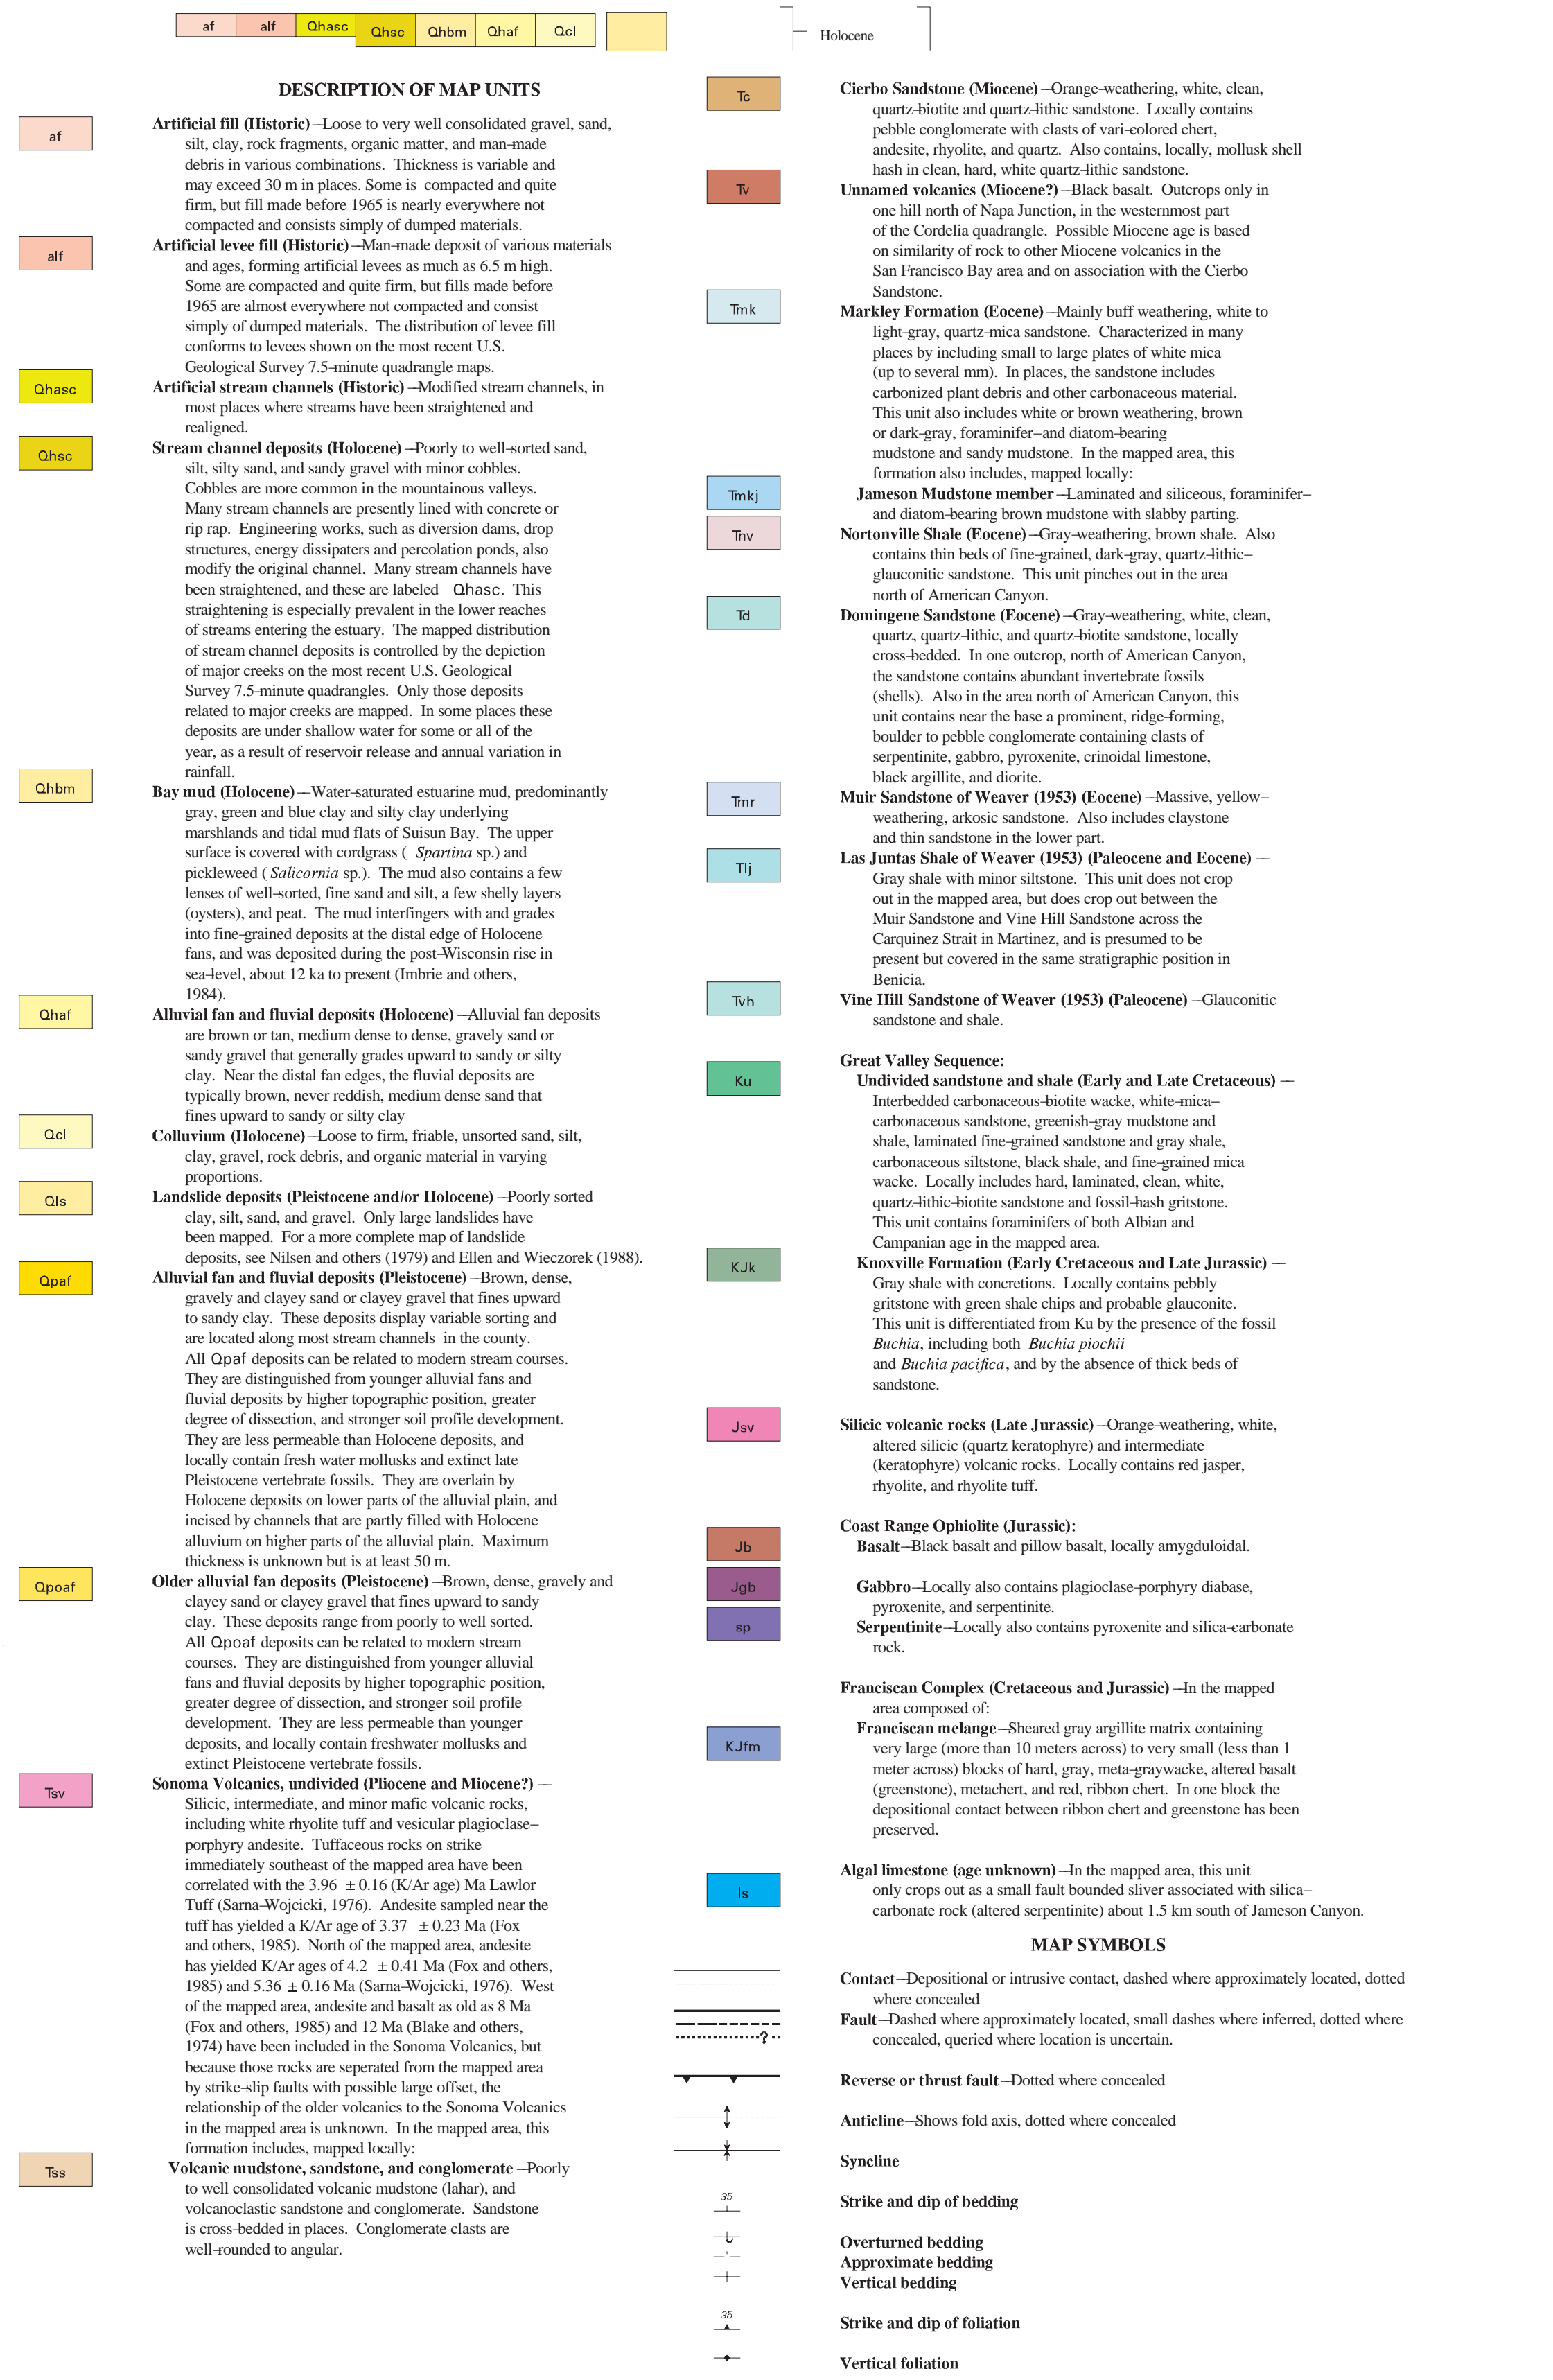 af alf Qhasc Qhsc Qhbm Qhaf Qcl
Holocene
DESCRIPTION OF MAP UNITS
af
Artificial fill (Historic)—Loose to very well consolidated gravel, sand,
silt, clay, rock fragments, organic matter, and man-made
debris in various combinations. Thickness is variable and
may exceed 30 m in places. Some is compacted and quite
firm, but fill made before 1965 is nearly everywhere not
compacted and consists simply of dumped materials.
alf
Artificial levee fill (Historic)—Man-made deposit of various materials
and ages, forming artificial levees as much as 6.5 m high.
Some are compacted and quite firm, but fills made before
1965 are almost everywhere not compacted and consist
simply of dumped materials. The distribution of levee fill
conforms to levees shown on the most recent U.S.
Geological Survey 7.5-minute quadrangle maps.
Qhasc
Artificial stream channels (Historic)—Modified stream channels, in
most places where streams have been straightened and
realigned.
Qhsc
Stream channel deposits (Holocene)—Poorly to well-sorted sand,
silt, silty sand, and sandy gravel with minor cobbles.
Cobbles are more common in the mountainous valleys.
Many stream channels are presently lined with concrete or
rip rap. Engineering works, such as diversion dams, drop
structures, energy dissipaters and percolation ponds, also
modify the original channel. Many stream channels have
been straightened, and these are labeled Qhasc. This
straightening is especially prevalent in the lower reaches
of streams entering the estuary. The mapped distribution
of stream channel deposits is controlled by the depiction
of major creeks on the most recent U.S. Geological
Survey 7.5-minute quadrangles. Only those deposits
related to major creeks are mapped. In some places these
deposits are under shallow water for some or all of the
year, as a result of reservoir release and annual variation in
rainfall.
Qhbm
Bay mud (Holocene)—Water-saturated estuarine mud, predominantly
gray, green and blue clay and silty clay underlying
marshlands and tidal mud flats of Suisun Bay. The upper
surface is covered with cordgrass ( Spartina sp.) and
pickleweed ( Salicornia sp.). The mud also contains a few
lenses of well-sorted, fine sand and silt, a few shelly layers
(oysters), and peat. The mud interfingers with and grades
into fine-grained deposits at the distal edge of Holocene
fans, and was deposited during the post-Wisconsin rise in
sea-level, about 12 ka to present (Imbrie and others,
1984).
Qhaf
Alluvial fan and fluvial deposits (Holocene)—Alluvial fan deposits
are brown or tan, medium dense to dense, gravely sand or
sandy gravel that generally grades upward to sandy or silty
clay. Near the distal fan edges, the fluvial deposits are
typically brown, never reddish, medium dense sand that
fines upward to sandy or silty clay
Qcl
Colluvium (Holocene)—Loose to firm, friable, unsorted sand, silt,
clay, gravel, rock debris, and organic material in varying
proportions.
Qls
Landslide deposits (Pleistocene and/or Holocene)—Poorly sorted
clay, silt, sand, and gravel. Only large landslides have
been mapped. For a more complete map of landslide
deposits, see Nilsen and others (1979) and Ellen and Wieczorek (1988).
Qpaf
Alluvial fan and fluvial deposits (Pleistocene)—Brown, dense,
gravely and clayey sand or clayey gravel that fines upward
to sandy clay. These deposits display variable sorting and
are located along most stream channels in the county.
All Qpaf deposits can be related to modern stream courses.
They are distinguished from younger alluvial fans and
fluvial deposits by higher topographic position, greater
degree of dissection, and stronger soil profile development.
They are less permeable than Holocene deposits, and
locally contain fresh water mollusks and extinct late
Pleistocene vertebrate fossils. They are overlain by
Holocene deposits on lower parts of the alluvial plain, and
incised by channels that are partly filled with Holocene
alluvium on higher parts of the alluvial plain. Maximum
thickness is unknown but is at least 50 m.
Qpoaf
Older alluvial fan deposits (Pleistocene)—Brown, dense, gravely and
clayey sand or clayey gravel that fines upward to sandy
clay. These deposits range from poorly to well sorted.
All Qpoaf deposits can be related to modern stream
courses. They are distinguished from younger alluvial
fans and fluvial deposits by higher topographic position,
greater degree of dissection, and stronger soil profile
development. They are less permeable than younger
deposits, and locally contain freshwater mollusks and
extinct Pleistocene vertebrate fossils.
Tsv
Sonoma Volcanics, undivided (Pliocene and Miocene?)—
Silicic, intermediate, and minor mafic volcanic rocks,
including white rhyolite tuff and vesicular plagioclase-
porphyry andesite. Tuffaceous rocks on strike
immediately southeast of the mapped area have been
correlated with the 3.96 ± 0.16 (K/Ar age) Ma Lawlor
Tuff (Sarna-Wojcicki, 1976). Andesite sampled near the
tuff has yielded a K/Ar age of 3.37 ± 0.23 Ma (Fox
and others, 1985). North of the mapped area, andesite
has yielded K/Ar ages of 4.2 ± 0.41 Ma (Fox and others,
1985) and 5.36 ± 0.16 Ma (Sarna-Wojcicki, 1976). West
of the mapped area, andesite and basalt as old as 8 Ma
(Fox and others, 1985) and 12 Ma (Blake and others,
1974) have been included in the Sonoma Volcanics, but
because those rocks are seperated from the mapped area
by strike-slip faults with possible large offset, the
relationship of the older volcanics to the Sonoma Volcanics
in the mapped area is unknown. In the mapped area, this
formation includes, mapped locally:
Tss
Volcanic mudstone, sandstone, and conglomerate—Poorly
to well consolidated volcanic mudstone (lahar), and
volcanoclastic sandstone and conglomerate. Sandstone
is cross-bedded in places. Conglomerate clasts are
well-rounded to angular.
Tc
Cierbo Sandstone (Miocene)—Orange-weathering, white, clean,
quartz-biotite and quartz-lithic sandstone. Locally contains
pebble conglomerate with clasts of vari-colored chert,
andesite, rhyolite, and quartz. Also contains, locally, mollusk shell
hash in clean, hard, white quartz-lithic sandstone.
Tv
Unnamed volcanics (Miocene?)—Black basalt. Outcrops only in
one hill north of Napa Junction, in the westernmost part
of the Cordelia quadrangle. Possible Miocene age is based
on similarity of rock to other Miocene volcanics in the
San Francisco Bay area and on association with the Cierbo
Sandstone.
Tmk
Markley Formation (Eocene)—Mainly buff weathering, white to
light-gray, quartz-mica sandstone. Characterized in many
places by including small to large plates of white mica
(up to several mm). In places, the sandstone includes
carbonized plant debris and other carbonaceous material.
This unit also includes white or brown weathering, brown
or dark-gray, foraminifer-and diatom-bearing
mudstone and sandy mudstone. In the mapped area, this
formation also includes, mapped locally:
Tmkj
Jameson Mudstone member—Laminated and siliceous, foraminifer-
and diatom-bearing brown mudstone with slabby parting.
Tnv
Nortonville Shale (Eocene)—Gray-weathering, brown shale. Also
contains thin beds of fine-grained, dark-gray, quartz-lithic-
glauconitic sandstone. This unit pinches out in the area
north of American Canyon.
Td
Domingene Sandstone (Eocene)—Gray-weathering, white, clean,
quartz, quartz-lithic, and quartz-biotite sandstone, locally
cross-bedded. In one outcrop, north of American Canyon,
the sandstone contains abundant invertebrate fossils
(shells). Also in the area north of American Canyon, this
unit contains near the base a prominent, ridge-forming,
boulder to pebble conglomerate containing clasts of
serpentinite, gabbro, pyroxenite, crinoidal limestone,
black argillite, and diorite.
Tmr
Muir Sandstone of Weaver (1953) (Eocene)—Massive, yellow-
weathering, arkosic sandstone. Also includes claystone
and thin sandstone in the lower part.
Tlj
Las Juntas Shale of Weaver (1953) (Paleocene and Eocene)—
Gray shale with minor siltstone. This unit does not crop
out in the mapped area, but does crop out between the
Muir Sandstone and Vine Hill Sandstone across the
Carquinez Strait in Martinez, and is presumed to be
present but covered in the same stratigraphic position in
Benicia.
Tvh
Vine Hill Sandstone of Weaver (1953) (Paleocene)—Glauconitic
sandstone and shale.
Great Valley Sequence:
Ku
Undivided sandstone and shale (Early and Late Cretaceous)—
Interbedded carbonaceous-biotite wacke, white-mica-
carbonaceous sandstone, greenish-gray mudstone and
shale, laminated fine-grained sandstone and gray shale,
carbonaceous siltstone, black shale, and fine-grained mica
wacke. Locally includes hard, laminated, clean, white,
quartz-lithic-biotite sandstone and fossil-hash gritstone.
This unit contains foraminifers of both Albian and
Campanian age in the mapped area.
KJk
Knoxville Formation (Early Cretaceous and Late Jurassic)—
Gray shale with concretions. Locally contains pebbly
gritstone with green shale chips and probable glauconite.
This unit is differentiated from Ku by the presence of the fossil
Buchia, including both Buchia piochii
and Buchia pacifica, and by the absence of thick beds of
sandstone.
Jsv
Silicic volcanic rocks (Late Jurassic)—Orange-weathering, white,
altered silicic (quartz keratophyre) and intermediate
(keratophyre) volcanic rocks. Locally contains red jasper,
rhyolite, and rhyolite tuff.
Coast Range Ophiolite (Jurassic):
Jb
Basalt—Black basalt and pillow basalt, locally amygduloidal.
Jgb
Gabbro—Locally also contains plagioclase-porphyry diabase,
pyroxenite, and serpentinite.
sp
Serpentinite—Locally also contains pyroxenite and silica-carbonate
rock.
Franciscan Complex (Cretaceous and Jurassic)—In the mapped
area composed of:
KJfm
Franciscan melange—Sheared gray argillite matrix containing
very large (more than 10 meters across) to very small (less than 1
meter across) blocks of hard, gray, meta-graywacke, altered basalt
(greenstone), metachert, and red, ribbon chert. In one block the
depositional contact between ribbon chert and greenstone has been
preserved.
ls
Algal limestone (age unknown)—In the mapped area, this unit
only crops out as a small fault bounded sliver associated with silica-
carbonate rock (altered serpentinite) about 1.5 km south of Jameson Canyon.
MAP SYMBOLS
Contact—Depositional or intrusive contact, dashed where approximately located, dotted
where concealed
Fault—Dashed where approximately located, small dashes where inferred, dotted where
?
concealed, queried where location is uncertain.
Reverse or thrust fault—Dotted where concealed
Anticline—Shows fold axis, dotted where concealed
Syncline
35
Strike and dip of bedding
Overturned bedding
Approximate bedding
Vertical bedding
35
Strike and dip of foliation
Vertical foliation